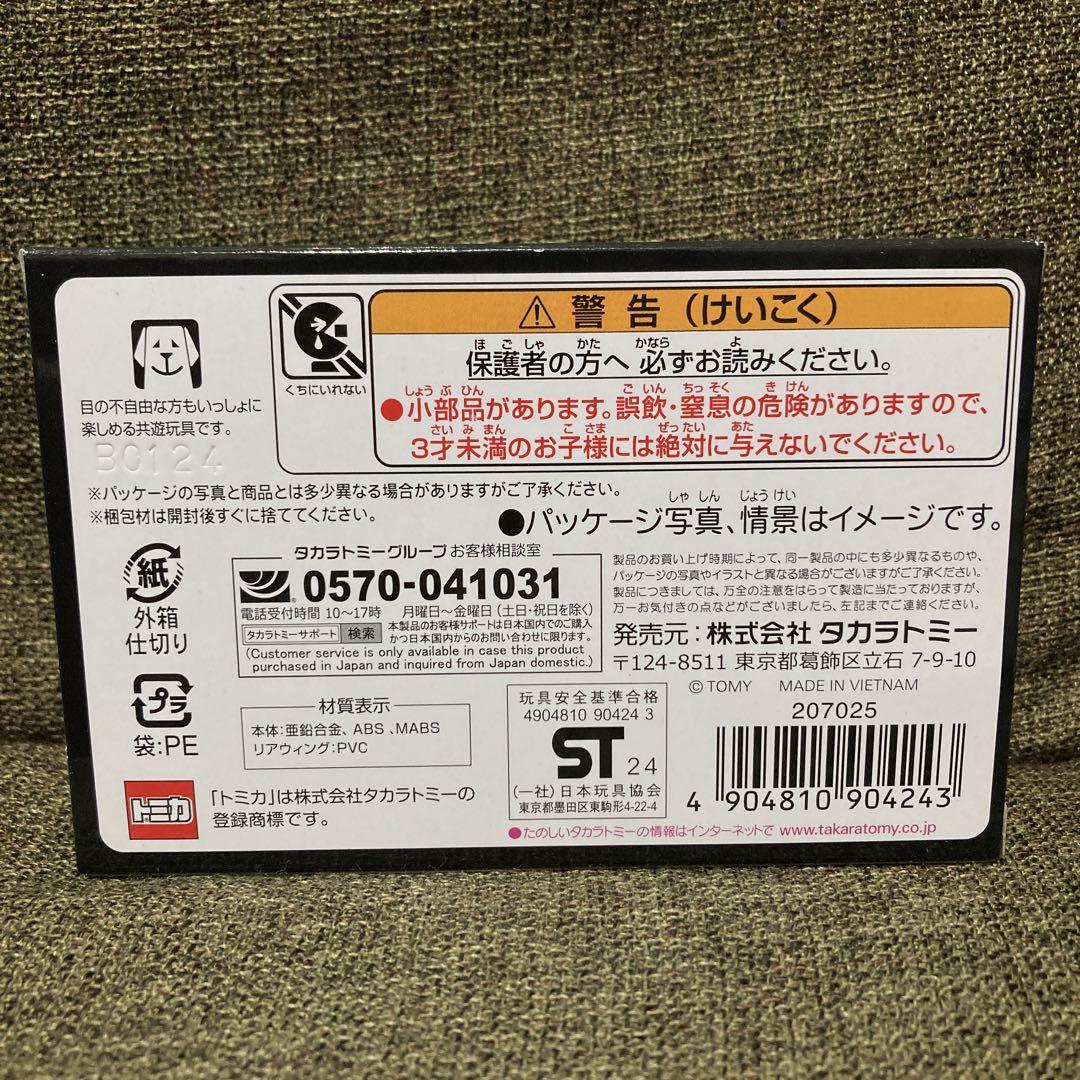 目の不自由な方もいっしょに
楽しめる共遊玩具です。
BC124
くちにいれない
警告（けいこく）
ほごしゃ かた かなら よ
保護者の方へ 必ずお読みください。
しょうぶひん ごいん ちっそく きけん
●小部品があります。誤飲・窒息の危険がありますので、
さいみまん こさま ぜったい あた
3才未満のお子様には絶対に与えないでください。
※パッケージの写真と商品とは多少異なる場合がありますがご了承ください。
※梱包材は開封後すぐに捨ててください。
しゃしん じょうけい
●パッケージ写真、情景はイメージです。
紙
外箱
仕切り
プラ
袋:PE
タカラトミーグループ お客様相談室
0570-041031
電話受付時間 10〜17時 月曜日〜金曜日（土日・祝日を除く）
タカラトミーサポート 検索 本製品のお客様サポートは日本国内でのご購入
かつ日本国内からのお問い合わせに限ります。
(Customer service is only available in case this product
purchased in Japan and inquired from Japan domestic.)
製品のお買い上げ時期によって、同一製品の中にも多少異なるものや、
パッケージの写真やイラストと異なる場合がございますがご了承ください。
製品につきましては、万全の注意をはらって製造に当たっておりますが、
万一お気付きの点などがございましたら、左記までご連絡ください。
発売元：株式会社 タカラトミー
〒124-8511 東京都葛飾区立石 7-9-10
© TOMY MADE IN VIETNAM
207025
材質表示
本体：亜鉛合金、ABS 、MABS
リアウィング：PVC
玩具安全基準合格
4904810 90424 3
ST 24
(一社)日本玩具協会
東京都墨田区東駒形4-22-4
4 904810 904243
トミカ
「トミカ」は株式会社タカラトミーの
登録商標です。
●たのしいタカラトミーの情報はインターネットで www.takaratomy.co.jp